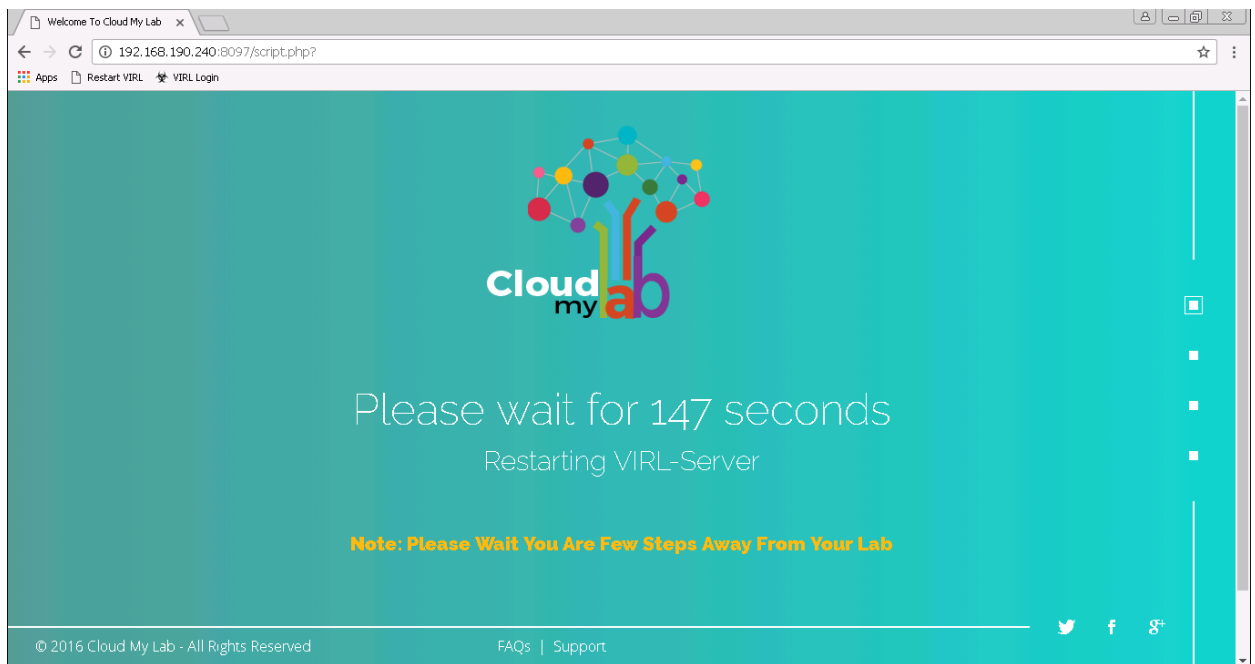 Welcome To Cloud My Lab
192.168.190.240:8097/script.php?
Apps Restart VIRL VIRL Login
Cloud
my lab
Please wait for 147 seconds
Restarting VIRL-Server
Note: Please Wait You Are Few Steps Away From Your Lab
© 2016 Cloud My Lab - All Rights Reserved FAQs | Support